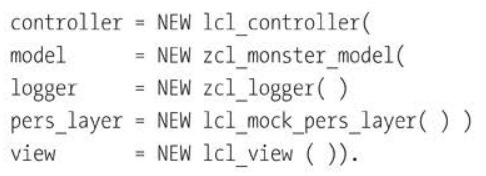 controller = NEW lcl_controller(
model      = NEW zcl_monster_model(
logger     = NEW zcl_logger( )
pers_layer = NEW lcl_mock_pers_layer( ) )
view       = NEW lcl_view ( )).